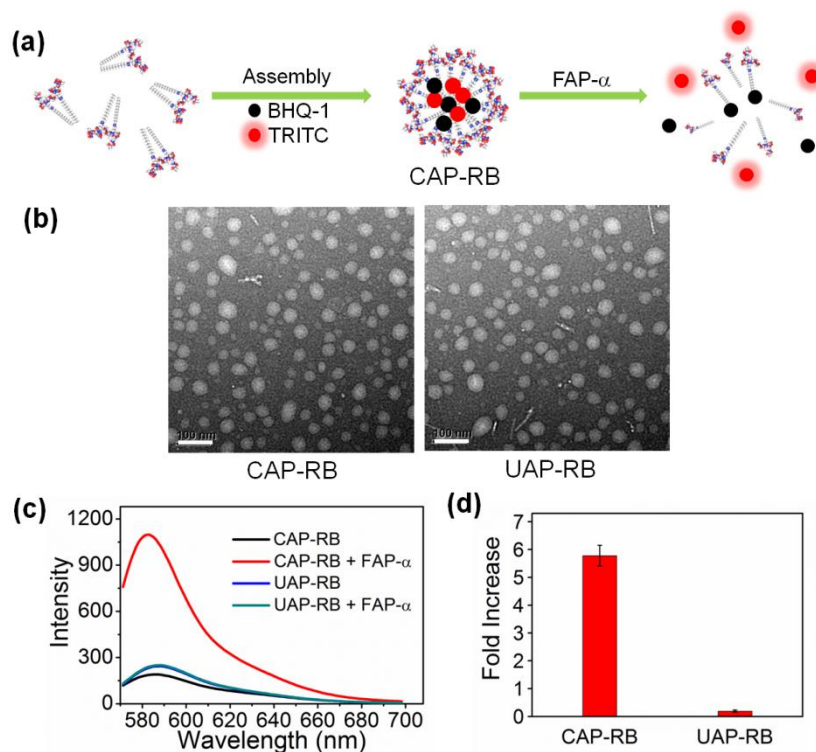 (a)
Assembly
BHQ-1
TRITC
CAP-RB
FAP-α
(b)
100 nm
100 nm
CAP-RB
UAP-RB
(c)
1200
900
600
300
0
Intensity
CAP-RB
CAP-RB + FAP-α
UAP-RB
UAP-RB + FAP-α
580 600 620 640 660 680 700
Wavelength (nm)
(d)
7
6
5
4
3
2
1
0
Fold Increase
CAP-RB UAP-RB